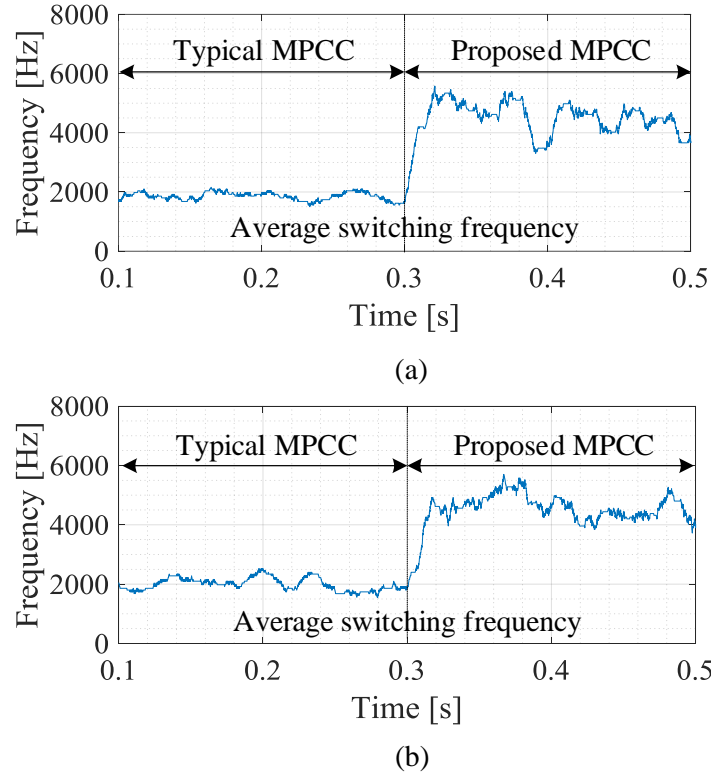 8000
Typical MPCC Proposed MPCC
6000
4000
2000
0
Frequency [Hz]
Average switching frequency
0.1 0.2 0.3 0.4 0.5
Time [s]
(a)
8000
Typical MPCC Proposed MPCC
6000
4000
2000
0
Frequency [Hz]
Average switching frequency
0.1 0.2 0.3 0.4 0.5
Time [s]
(b)